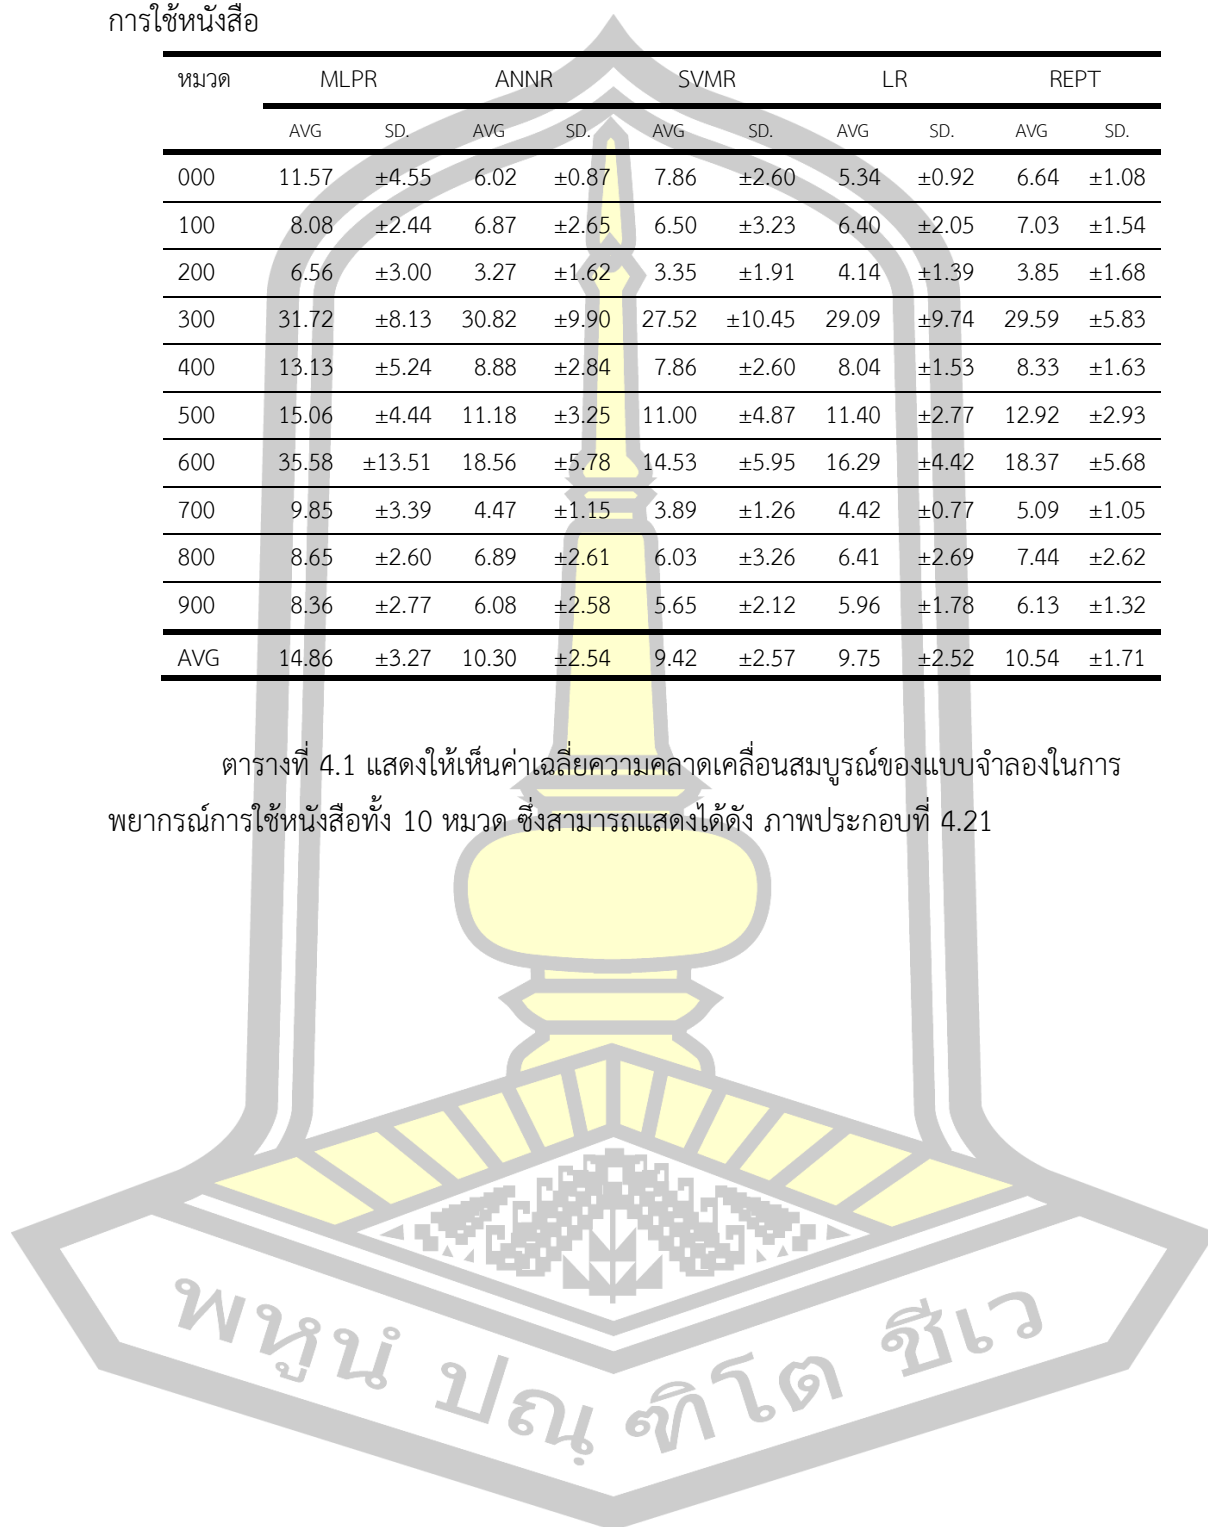 การใช้หนังสือ
หมวด MLPR ANNR SVMR LR REPT
AVG SD. AVG SD. AVG SD. AVG SD. AVG SD.
000 11.57 ±4.55 6.02 ±0.87 7.86 ±2.60 5.34 ±0.92 6.64 ±1.08
100 8.08 ±2.44 6.87 ±2.65 6.50 ±3.23 6.40 ±2.05 7.03 ±1.54
200 6.56 ±3.00 3.27 ±1.62 3.35 ±1.91 4.14 ±1.39 3.85 ±1.68
300 31.72 ±8.13 30.82 ±9.90 27.52 ±10.45 29.09 ±9.74 29.59 ±5.83
400 13.13 ±5.24 8.88 ±2.84 7.86 ±2.60 8.04 ±1.53 8.33 ±1.63
500 15.06 ±4.44 11.18 ±3.25 11.00 ±4.87 11.40 ±2.77 12.92 ±2.93
600 35.58 ±13.51 18.56 ±5.78 14.53 ±5.95 16.29 ±4.42 18.37 ±5.68
700 9.85 ±3.39 4.47 ±1.15 3.89 ±1.26 4.42 ±0.77 5.09 ±1.05
800 8.65 ±2.60 6.89 ±2.61 6.03 ±3.26 6.41 ±2.69 7.44 ±2.62
900 8.36 ±2.77 6.08 ±2.58 5.65 ±2.12 5.96 ±1.78 6.13 ±1.32
AVG 14.86 ±3.27 10.30 ±2.54 9.42 ±2.57 9.75 ±2.52 10.54 ±1.71
ตารางที่ 4.1 แสดงให้เห็นค่าเฉลี่ยความคลาดเคลื่อนสมบูรณ์ของแบบจำลองในการ
พยากรณ์การใช้หนังสือทั้ง 10 หมวด ซึ่งสามารถแสดงได้ดัง ภาพประกอบที่ 4.21
พหูนํ ปณฺฑิโต ชีเว